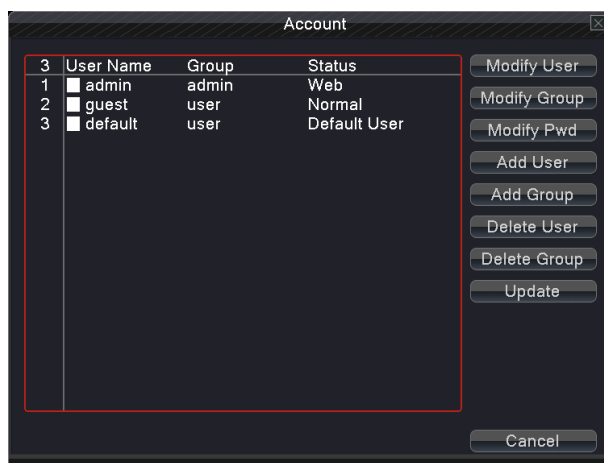 Account
3 User Name Group Status
1 admin admin Web
2 guest user Normal
3 default user Default User
Modify User
Modify Group
Modify Pwd
Add User
Add Group
Delete User
Delete Group
Update
Cancel